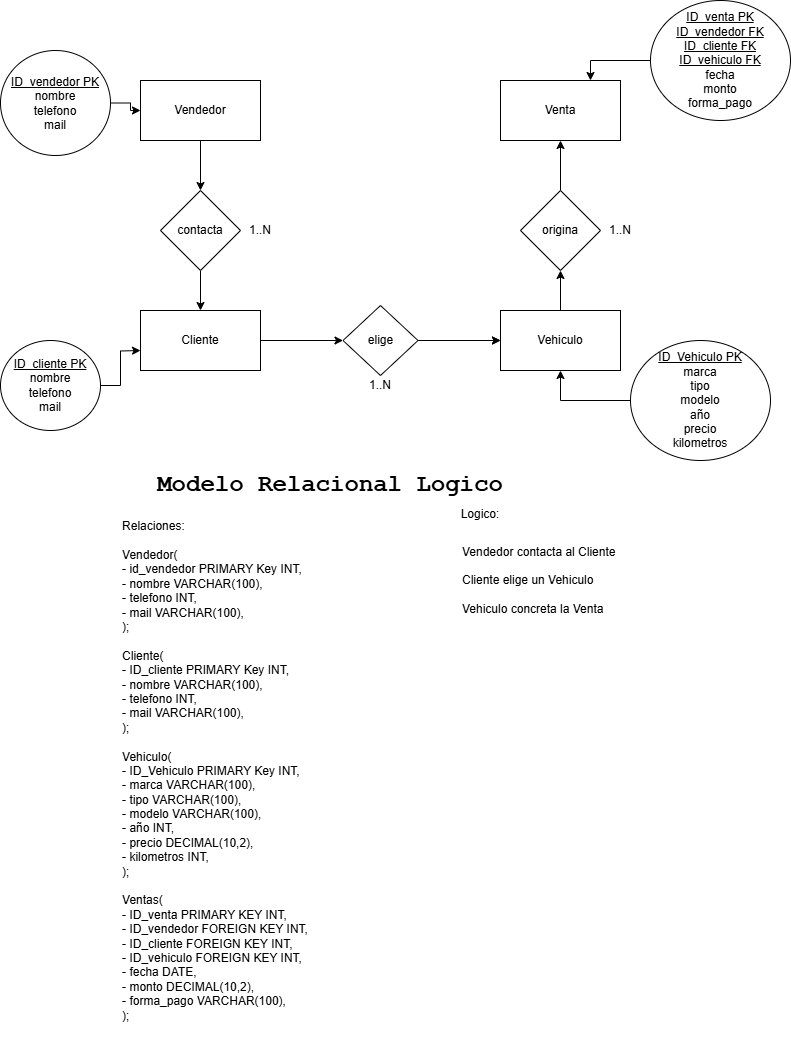 ID_venta PK
ID_vendedor FK
ID_cliente FK
ID_vehiculo FK
fecha
monto
forma_pago
ID_vendedor PK
nombre
telefono
mail
Vendedor
Venta
contacta
1..N
origina
1..N
Cliente
elige
1..N
Vehiculo
ID_cliente PK
nombre
telefono
mail
ID_Vehiculo PK
marca
tipo
modelo
año
precio
kilometros
Modelo Relacional Logico
Relaciones:
Vendedor(
- id_vendedor PRIMARY Key INT,
- nombre VARCHAR(100),
- telefono INT,
- mail VARCHAR(100),
);
Cliente(
- ID_cliente PRIMARY Key INT,
- nombre VARCHAR(100),
- telefono INT,
- mail VARCHAR(100),
);
Vehiculo(
- ID_Vehiculo PRIMARY Key INT,
- marca VARCHAR(100),
- tipo VARCHAR(100),
- modelo VARCHAR(100),
- año INT,
- precio DECIMAL(10,2),
- kilometros INT,
);
Ventas(
- ID_venta PRIMARY KEY INT,
- ID_vendedor FOREIGN KEY INT,
- ID_cliente FOREIGN KEY INT,
- ID_vehiculo FOREIGN KEY INT,
- fecha DATE,
- monto DECIMAL(10,2),
- forma_pago VARCHAR(100),
);
Logico:
Vendedor contacta al Cliente
Cliente elige un Vehiculo
Vehiculo concreta la Venta